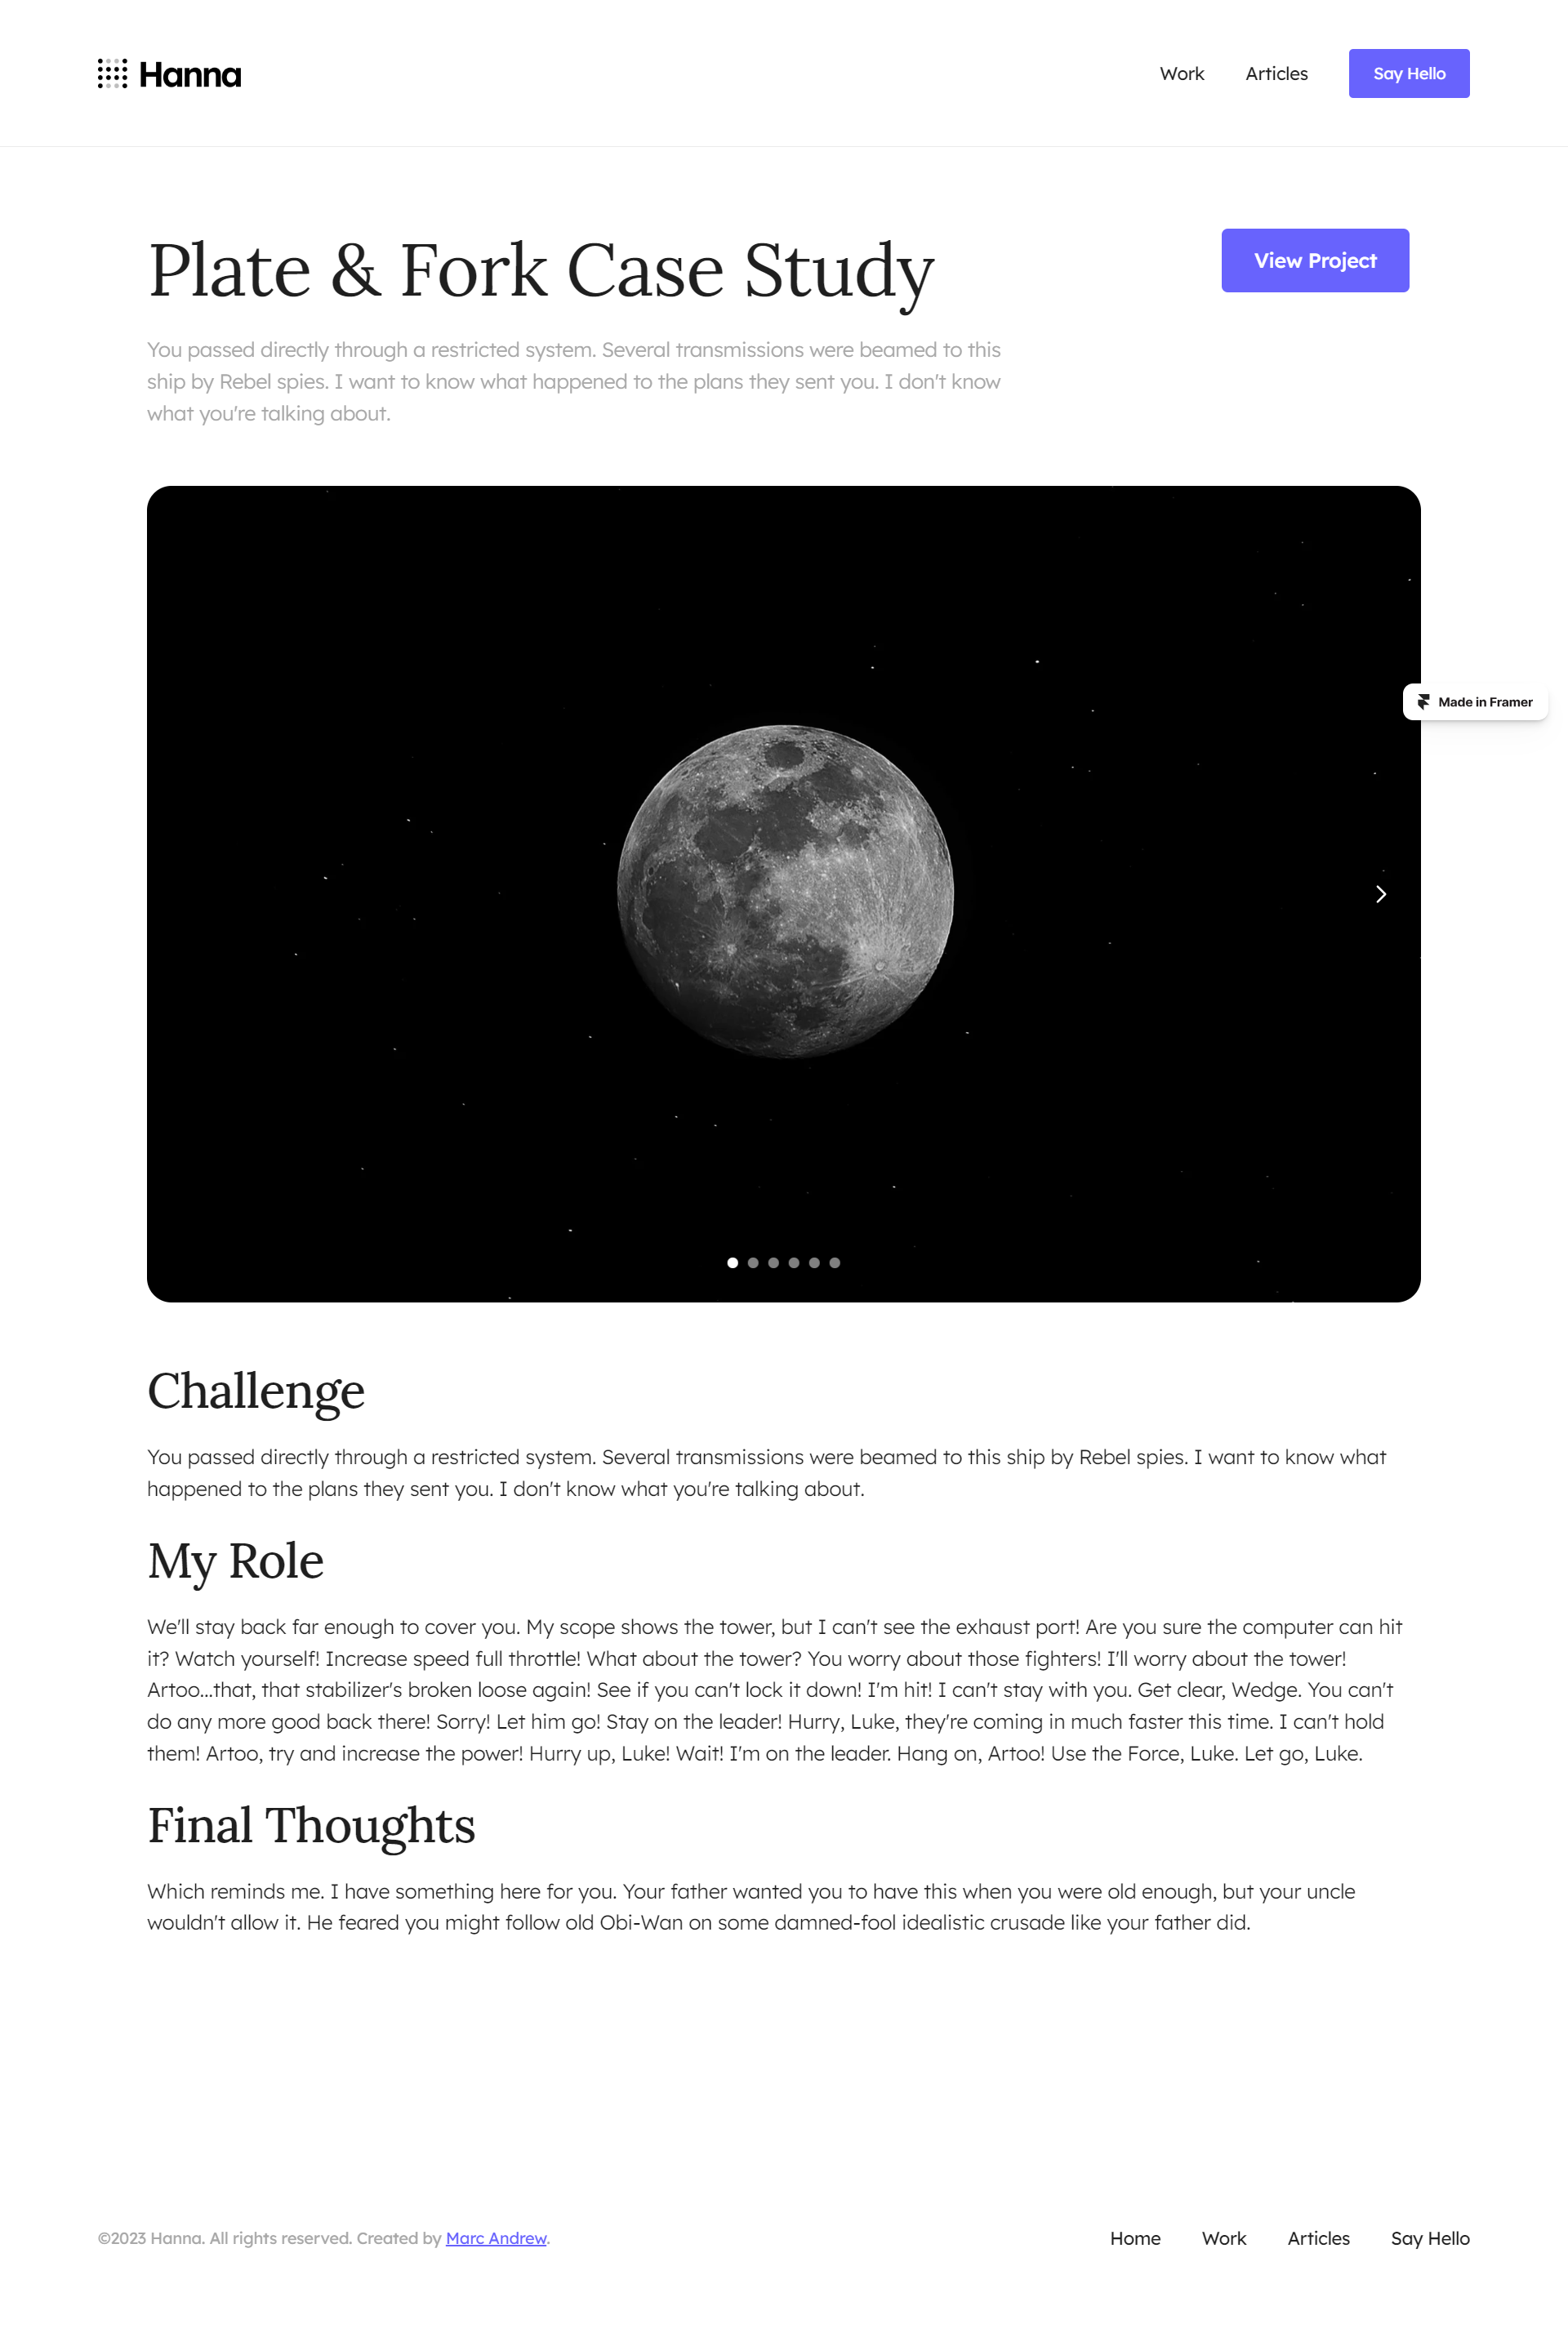 Hanna
Work
Articles
Say Hello
Plate & Fork Case Study
View Project
You passed directly through a restricted system. Several transmissions were beamed to this
ship by Rebel spies. I want to know what happened to the plans they sent you. I don't know
what you're talking about.
Made in Framer
Challenge
You passed directly through a restricted system. Several transmissions were beamed to this ship by Rebel spies. I want to know what
happened to the plans they sent you. I don't know what you're talking about.
My Role
We'll stay back far enough to cover you. My scope shows the tower, but I can't see the exhaust port! Are you sure the computer can hit
it? Watch yourself! Increase speed full throttle! What about the tower? You worry about those fighters! I'll worry about the tower!
Artoo...that, that stabilizer's broken loose again! See if you can't lock it down! I'm hit! I can't stay with you. Get clear, Wedge. You can't
do any more good back there! Sorry! Let him go! Stay on the leader! Hurry, Luke, they're coming in much faster this time. I can't hold
them! Artoo, try and increase the power! Hurry up, Luke! Wait! I'm on the leader. Hang on, Artoo! Use the Force, Luke. Let go, Luke.
Final Thoughts
Which reminds me. I have something here for you. Your father wanted you to have this when you were old enough, but your uncle
wouldn't allow it. He feared you might follow old Obi-Wan on some damned-fool idealistic crusade like your father did.
©2023 Hanna. All rights reserved. Created by Marc Andrew.
Home
Work
Articles
Say Hello